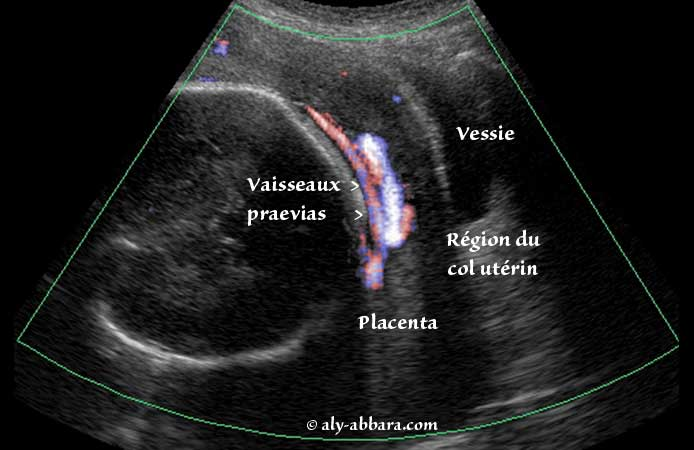 Vessie
Vaisseaux >
praevias >
Région du
col utérin
Placenta
© aly-abbara.com